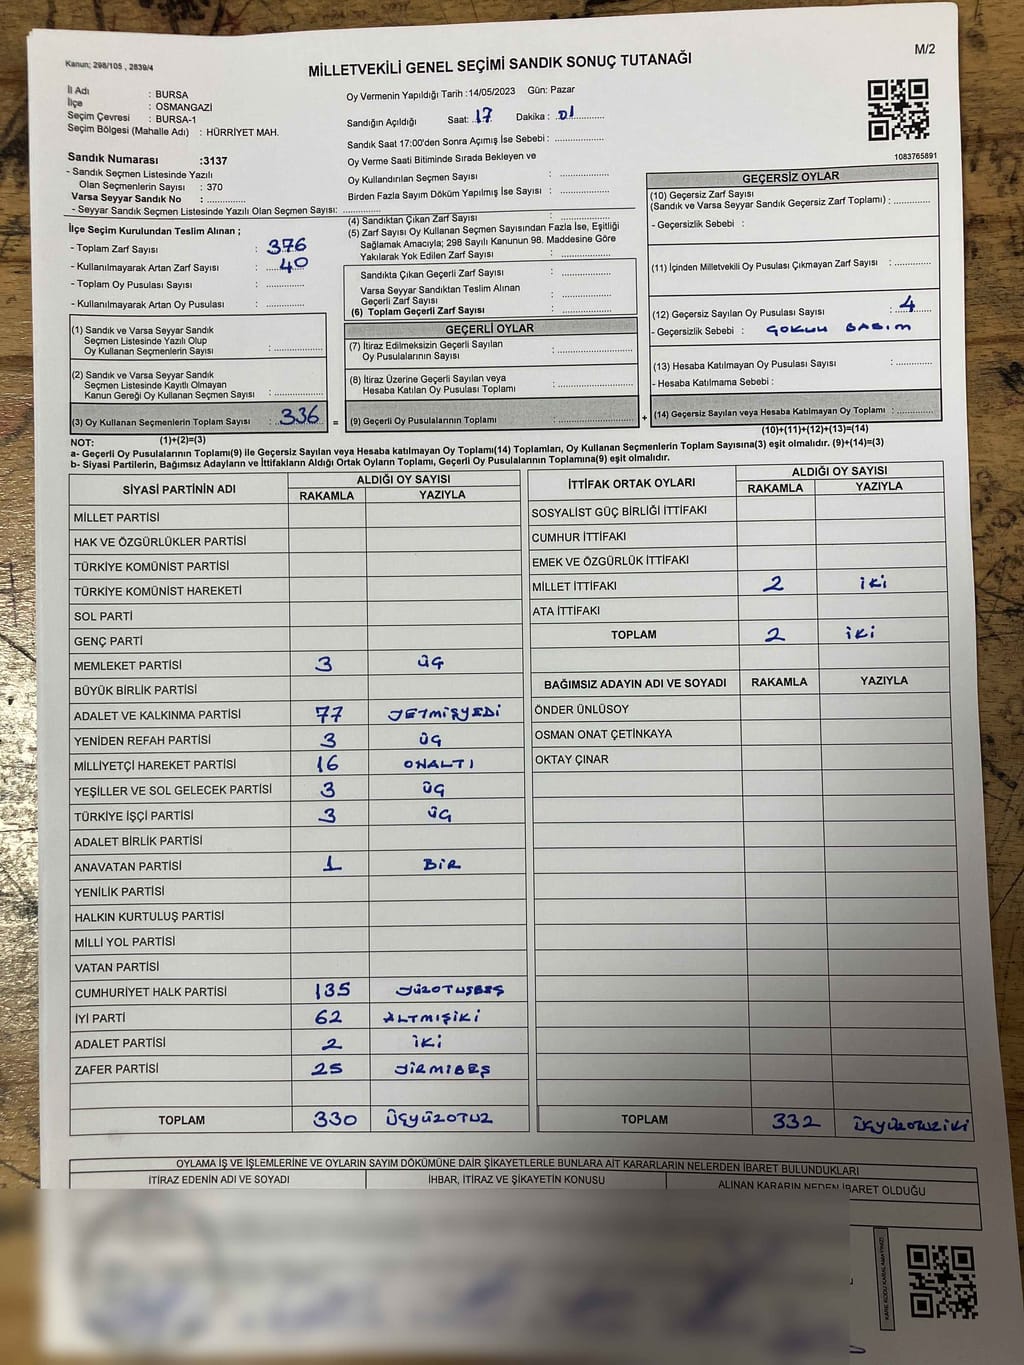 Kanun; 298/105 , 2839/4
MİLLETVEKİLİ GENEL SEÇİMİ SANDIK SONUÇ TUTANAĞI
M/2
İl Adı : BURSA
İlçe : OSMANGAZİ
Seçim Çevresi : BURSA-1
Seçim Bölgesi (Mahalle Adı) : HÜRRİYET MAH.
Sandık Numarası :3137
- Sandık Seçmen Listesinde Yazılı
Olan Seçmenlerin Sayısı : 370
Varsa Seyyar Sandık No : ............
- Seyyar Sandık Seçmen Listesinde Yazılı Olan Seçmen Sayısı: ............
Oy Vermenin Yapıldığı Tarih :14/05/2023 Gün: Pazar
Sandığın Açıldığı Saat: 17 Dakika : 01
Sandık Saat 17:00'den Sonra Açımış İse Sebebi : ............
Oy Verme Saati Bitiminde Sırada Bekleyen ve
Oy Kullandırılan Seçmen Sayısı : ............
Birden Fazla Sayım Döküm Yapılmış İse Sayısı : ............
1083765891
İlçe Seçim Kurulundan Teslim Alınan ;
- Toplam Zarf Sayısı : 376
- Kullanılmayarak Artan Zarf Sayısı : 40
- Toplam Oy Pusulası Sayısı : ............
- Kullanılmayarak Artan Oy Pusulası : ............
(1) Sandık ve Varsa Seyyar Sandık
Seçmen Listesinde Yazılı Olup
Oy Kullanan Seçmenlerin Sayısı : ............
(2) Sandık ve Varsa Seyyar Sandık
Seçmen Listesinde Kayıtlı Olmayan
Kanun Gereği Oy Kullanan Seçmen Sayısı : ............
(3) Oy Kullanan Seçmenlerin Toplam Sayısı : 336
(1)+(2)=(3)
(4) Sandıktan Çıkan Zarf Sayısı : ............
(5) Zarf Sayısı Oy Kullanan Seçmen Sayısından Fazla İse, Eşitliği
Sağlamak Amacıyla; 298 Sayılı Kanunun 98. Maddesine Göre
Yakılarak Yok Edilen Zarf Sayısı : ............
Sandıkta Çıkan Geçerli Zarf Sayısı : ............
Varsa Seyyar Sandıktan Teslim Alınan
Geçerli Zarf Sayısı : ............
(6) Toplam Geçerli Zarf Sayısı : ............
GEÇERLİ OYLAR
(7) İtiraz Edilmeksizin Geçerli Sayılan
Oy Pusulalarının Sayısı : ............
(8) İtiraz Üzerine Geçerli Sayılan veya
Hesaba Katılan Oy Pusulası Toplamı : ............
= (9) Geçerli Oy Pusulalarının Toplamı : ............ +
GEÇERSİZ OYLAR
(10) Geçersiz Zarf Sayısı
(Sandık ve Varsa Seyyar Sandık Geçersiz Zarf Toplamı) : ............
- Geçersizlik Sebebi :
(11) İçinden Milletvekili Oy Pusulası Çıkmayan Zarf Sayısı : ............
(12) Geçersiz Sayılan Oy Pusulası Sayısı : 4
- Geçersizlik Sebebi : ÇOKLU BASIM
(13) Hesaba Katılmayan Oy Pusulası Sayısı : ............
- Hesaba Katılmama Sebebi :
(14) Geçersiz Sayılan veya Hesaba Katılmayan Oy Toplamı : ............
(10)+(11)+(12)+(13)=(14)
NOT:
a- Geçerli Oy Pusulalarının Toplamı(9) ile Geçersiz Sayılan veya Hesaba katılmayan Oy Toplamı(14) Toplamları, Oy Kullanan Seçmenlerin Toplam Sayısına(3) eşit olmalıdır. (9)+(14)=(3)
b- Siyasi Partilerin, Bağımsız Adayların ve İttifakların Aldığı Ortak Oyların Toplamı, Geçerli Oy Pusulalarının Toplamına(9) eşit olmalıdır.
SİYASİ PARTİNİN ADI ALDIĞI OY SAYISI
RAKAMLA YAZIYLA
MİLLET PARTİSİ
HAK VE ÖZGÜRLÜKLER PARTİSİ
TÜRKİYE KOMÜNİST PARTİSİ
TÜRKİYE KOMÜNİST HAREKETİ
SOL PARTİ
GENÇ PARTİ
MEMLEKET PARTİSİ 3 ÜÇ
BÜYÜK BİRLİK PARTİSİ
ADALET VE KALKINMA PARTİSİ 77 YETMİŞYEDİ
YENİDEN REFAH PARTİSİ 3 ÜÇ
MİLLİYETÇİ HAREKET PARTİSİ 16 ONALTI
YEŞİLLER VE SOL GELECEK PARTİSİ 3 ÜÇ
TÜRKİYE İŞÇİ PARTİSİ 3 ÜÇ
ADALET BİRLİK PARTİSİ
ANAVATAN PARTİSİ 1 BİR
YENİLİK PARTİSİ
HALKIN KURTULUŞ PARTİSİ
MİLLİ YOL PARTİSİ
VATAN PARTİSİ
CUMHURİYET HALK PARTİSİ 135 YÜZOTUZBEŞ
İYİ PARTİ 62 ALTMIŞİKİ
ADALET PARTİSİ 2 İKİ
ZAFER PARTİSİ 25 YİRMİBEŞ
TOPLAM 330 ÜÇYÜZOTUZ
İTTİFAK ORTAK OYLARI ALDIĞI OY SAYISI
RAKAMLA YAZIYLA
SOSYALİST GÜÇ BİRLİĞİ İTTİFAKI
CUMHUR İTTİFAKI
EMEK VE ÖZGÜRLÜK İTTİFAKI
MİLLET İTTİFAKI 2 İKİ
ATA İTTİFAKI
TOPLAM 2 İKİ
BAĞIMSIZ ADAYIN ADI VE SOYADI RAKAMLA YAZIYLA
ÖNDER ÜNLÜSOY
OSMAN ONAT ÇETİNKAYA
OKTAY ÇINAR
TOPLAM 332 ÜÇYÜZOTUZİKİ
OYLAMA İŞ VE İŞLEMLERİNE VE OYLARIN SAYIM DÖKÜMÜNE DAİR ŞİKAYETLERLE BUNLARA AİT KARARLARIN NELERDEN İBARET BULUNDUKLARI
İTİRAZ EDENİN ADI VE SOYADI İHBAR, İTİRAZ VE ŞİKAYETİN KONUSU ALINAN KARARIN NEDEN İBARET OLDUĞU